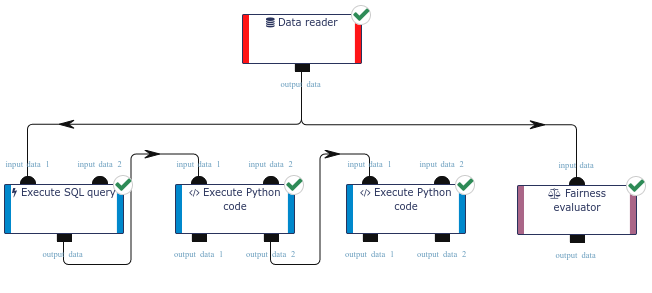 Data reader
output data
input data 1
input data 2
input data 1
input data 2
input data 1
input data 2
input data
Execute SQL query
Execute Python
code
Execute Python
code
Fairness
evaluator
output data
output data 1
output data 2
output data 1
output data 2
output data